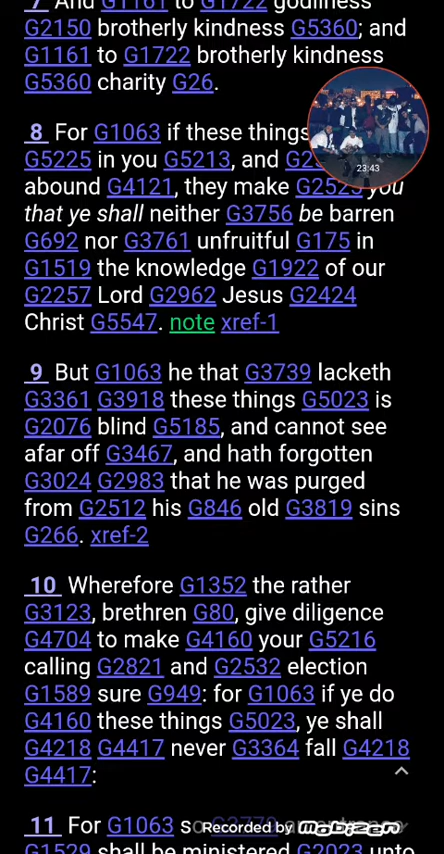 7 And G1161 to G1722 godliness
G2150 brotherly kindness G5360; and
G1161 to G1722 brotherly kindness
G5360 charity G26.
8 For G1063 if these things
G5225 in you G5213, and
abound G4121, they make G2525 you
that ye shall neither G3756 be barren
G692 nor G3761 unfruitful G175 in
G1519 the knowledge G1922 of our
G2257 Lord G2962 Jesus G2424
Christ G5547. note xref-1
23:43
9 But G1063 he that G3739 lacketh
G3361 G3918 these things G5023 is
G2076 blind G5185, and cannot see
afar off G3467, and hath forgotten
G3024 G2983 that he was purged
from G2512 his G846 old G3819 sins
G266. xref-2
10 Wherefore G1352 the rather
G3123, brethren G80, give diligence
G4704 to make G4160 your G5216
calling G2821 and G2532 election
G1589 sure G949: for G1063 if ye do
G4160 these things G5023, ye shall
G4218 G4417 never G3364 fall G4218
G4417:
11 For G1063
Recorded by MOBIZEN
G1529 shall be ministered G2023 unto